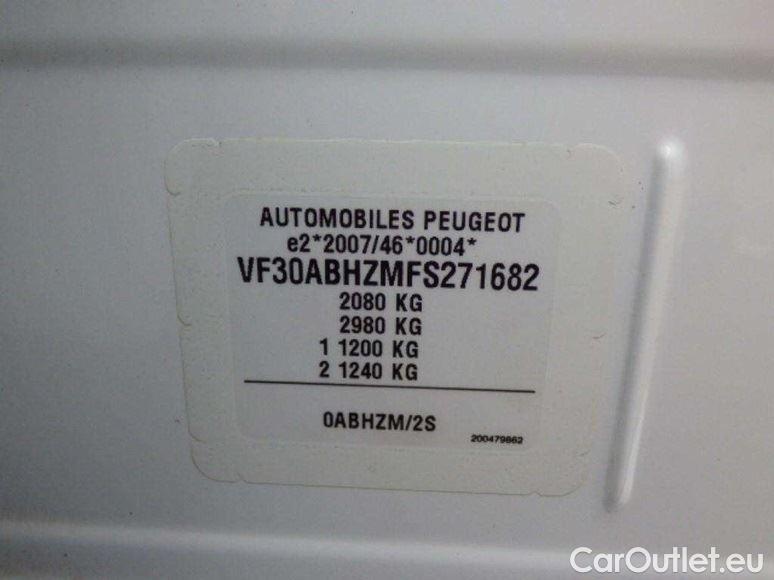 AUTOMOBILES PEUGEOT
e2*2007/46*0004*
VF30ABHZMFS271682
2080 KG
2980 KG
1 1200 KG
2 1240 KG
0ABHZM/2S
200479862
CarOutlet.eu